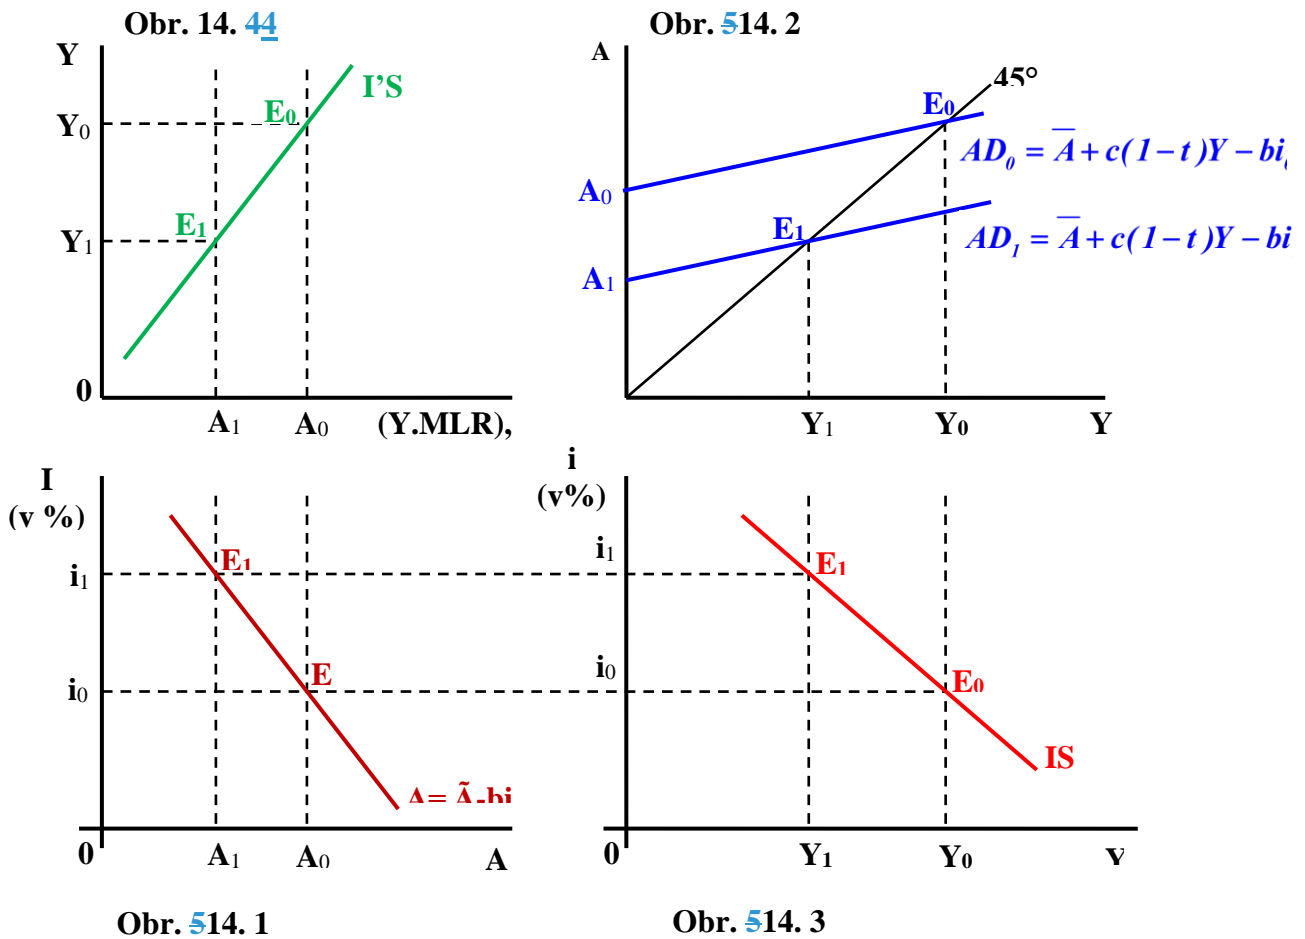 Obr. 14. 44
Y
I'S
E0
Y0
E1
Y1
0
A1
A0
(Y.MLR),
Obr. 514. 2
A
45°
E0
AD0 = A̅ + c(1 – t)Y – bi
A0
E1
AD1 = A̅ + c(1 – t)Y – bi
A1
Y1
Y0
Y
I
(v %)
E1
i1
E
i0
A= Ã-bi
0
A1
A0
A
Obr. 514. 1
i
(v%)
i1
E1
i0
E0
IS
0
Y1
Y0
Y
Obr. 514. 3